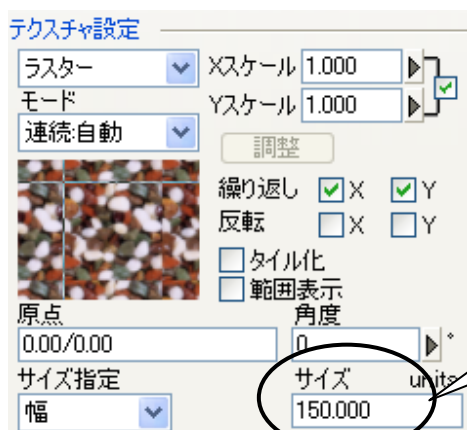 テクスチャ設定
ラスター
Xスケール 1.000
モード
Yスケール 1.000
連続:自動
調整
繰り返し X Y
反転 X Y
タイル化
範囲表示
原点 角度
0.00/0.00 0 °
サイズ指定 サイズ units
幅 150.000